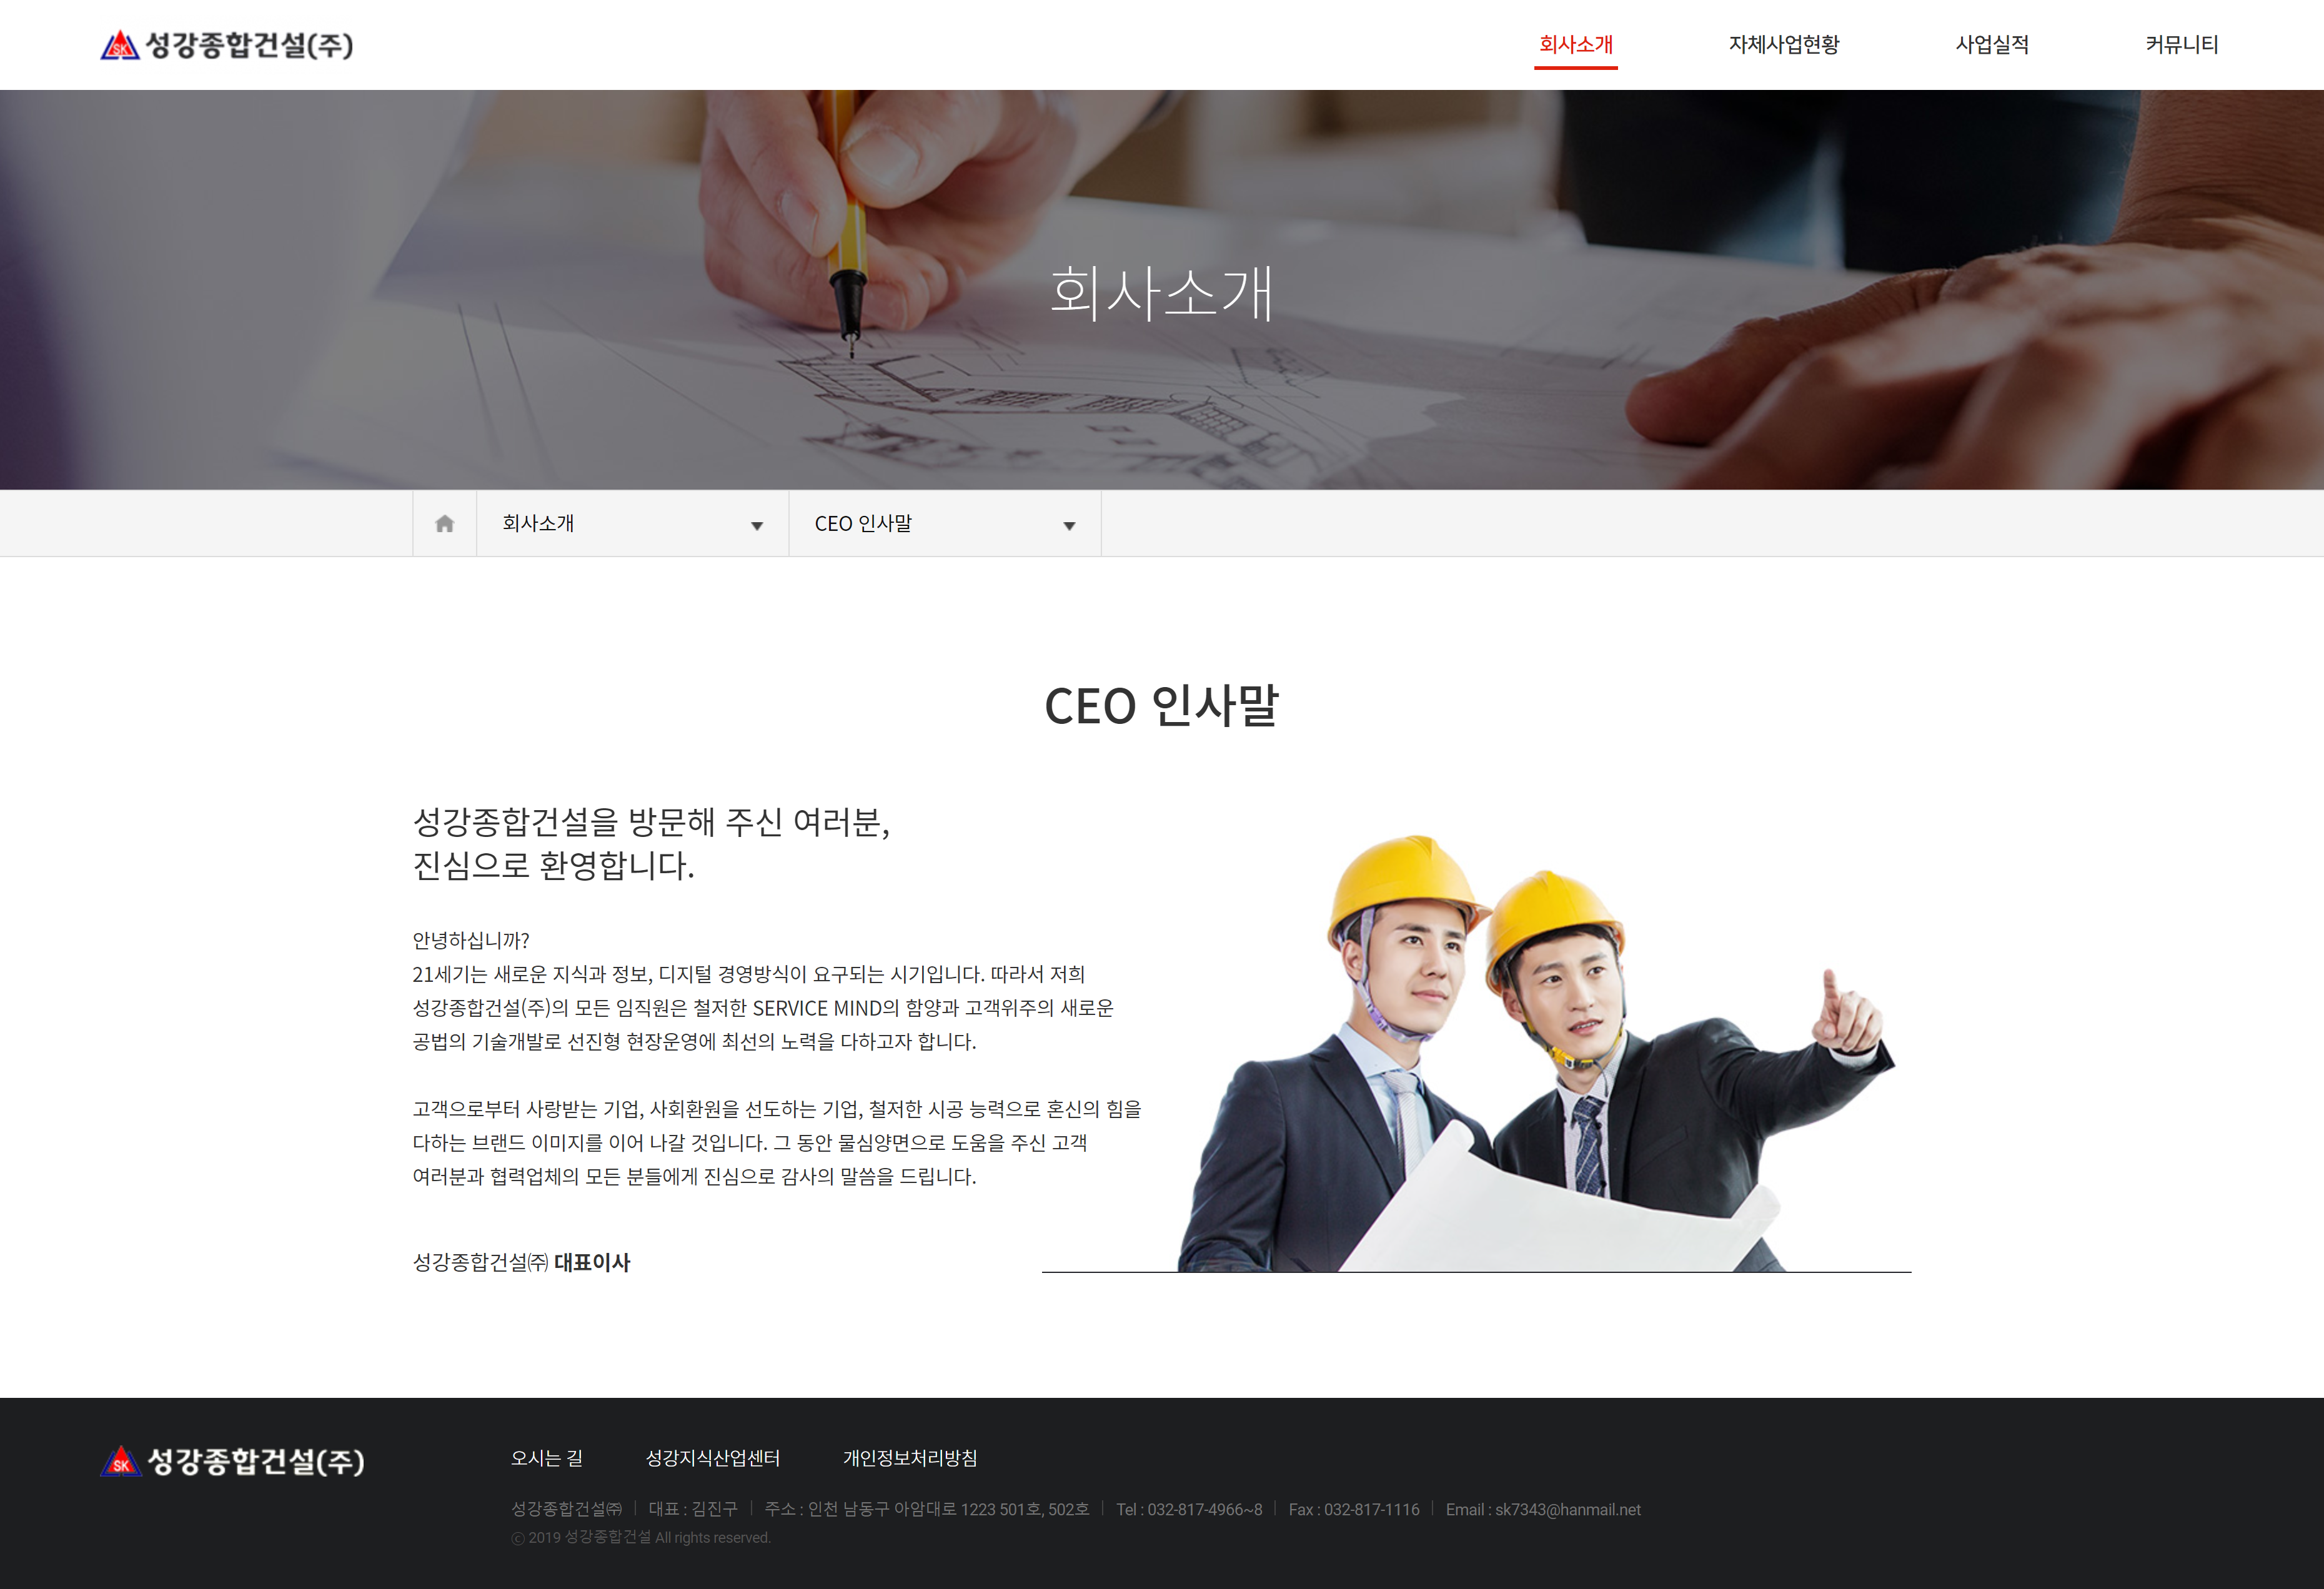 SK 성강종합건설(주)
회사소개 자체사업현황 사업실적 커뮤니티
회사소개
회사소개 CEO 인사말
CEO 인사말
성강종합건설을 방문해 주신 여러분,
진심으로 환영합니다.
안녕하십니까?
21세기는 새로운 지식과 정보, 디지털 경영방식이 요구되는 시기입니다. 따라서 저희
성강종합건설(주)의 모든 임직원은 철저한 SERVICE MIND의 함양과 고객위주의 새로운
공법의 기술개발로 선진형 현장운영에 최선의 노력을 다하고자 합니다.
고객으로부터 사랑받는 기업, 사회환원을 선도하는 기업, 철저한 시공 능력으로 혼신의 힘을
다하는 브랜드 이미지를 이어 나갈 것입니다. 그 동안 물심양면으로 도움을 주신 고객
여러분과 협력업체의 모든 분들에게 진심으로 감사의 말씀을 드립니다.
성강종합건설㈜ 대표이사
SK 성강종합건설(주)
오시는 길 성강지식산업센터 개인정보처리방침
성강종합건설㈜ 대표 : 김진구 주소 : 인천 남동구 아암대로 1223 501호, 502호 Tel : 032-817-4966~8 Fax : 032-817-1116 Email : sk7343@hanmail.net
ⓒ 2019 성강종합건설 All rights reserved.